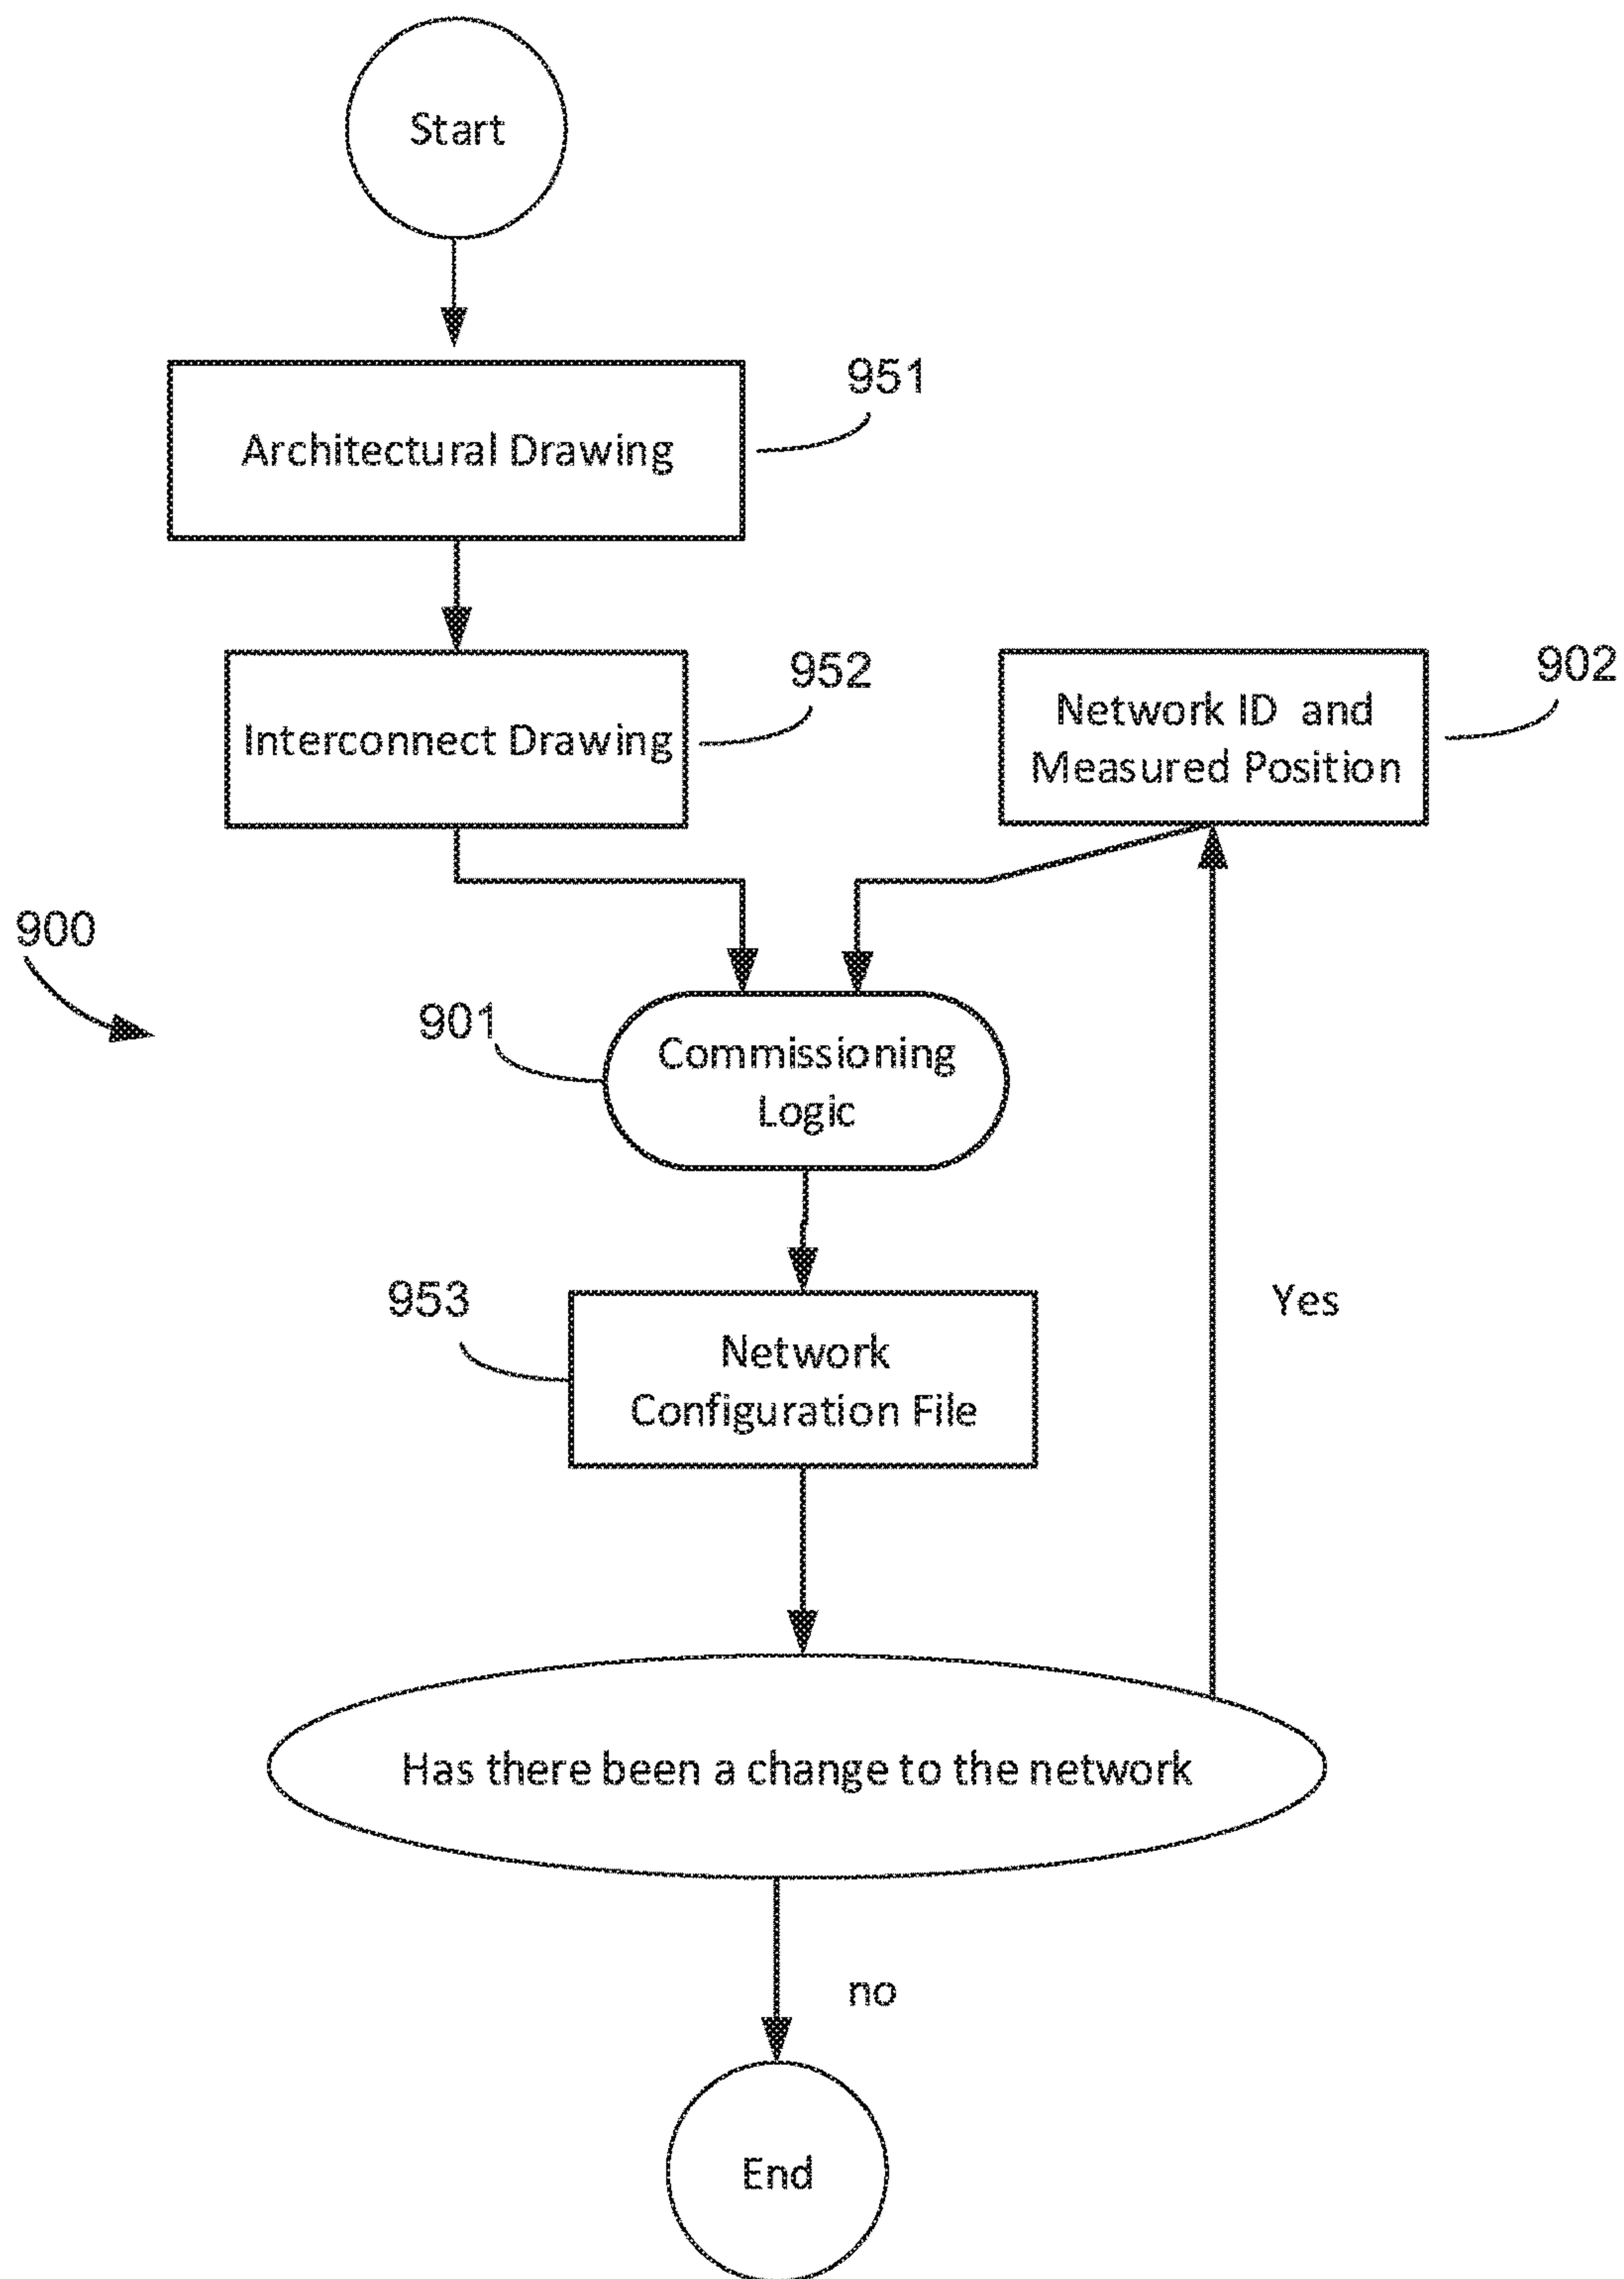 Start
951
Architectural Drawing
952
Interconnect Drawing
902
Network ID and
Measured Position
900
901
Commissioning
Logic
953
Network
Configuration File
Yes
Has there been a change to the network
no
End